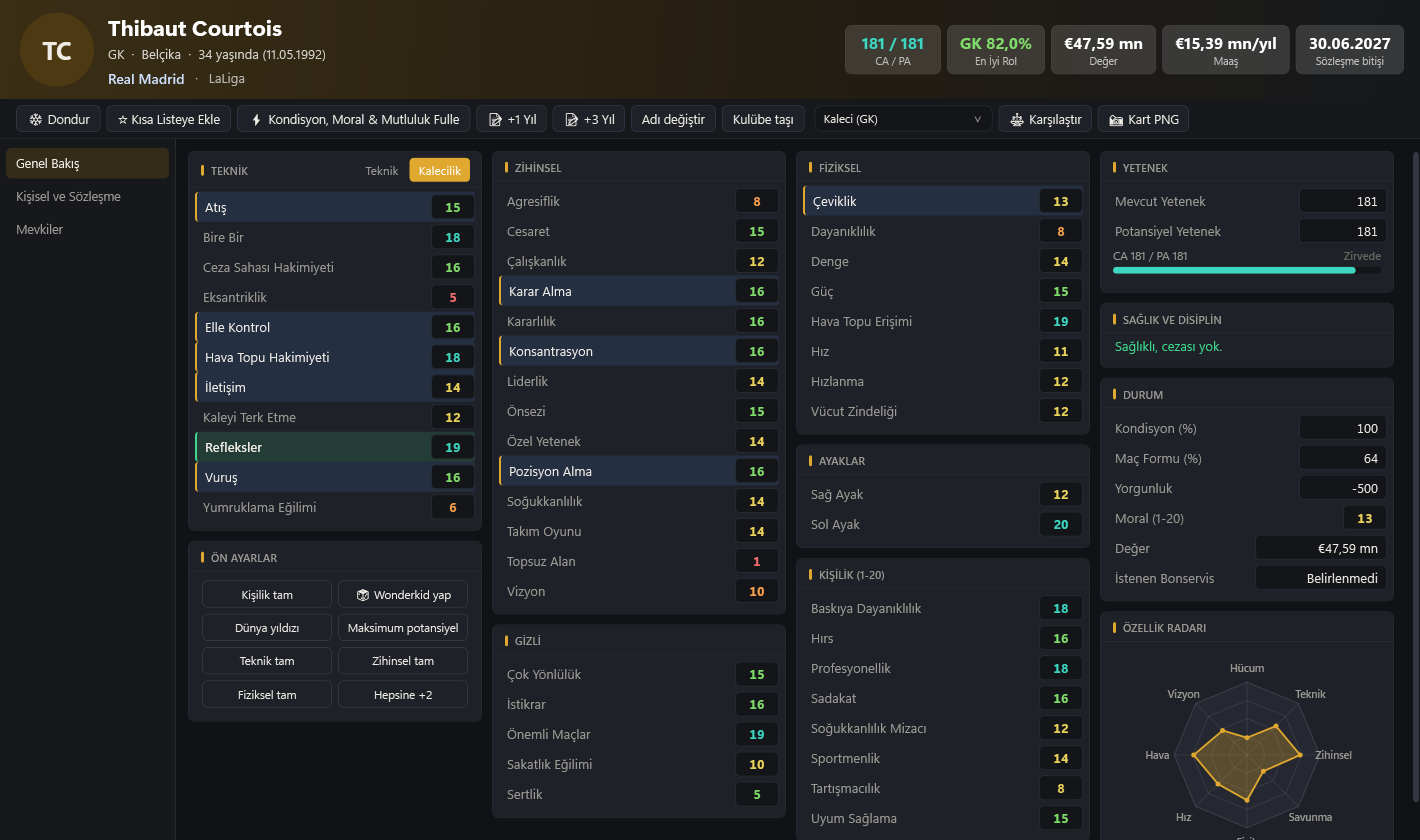 TC
Thibaut Courtois
GK · Belçika · 34 yaşında (11.05.1992)
Real Madrid · LaLiga
181 / 181
CA / PA
GK 82,0%
En İyi Rol
€47,59 mn
Değer
€15,39 mn/yıl
Maaş
30.06.2027
Sözleşme bitişi
Dondur
Kısa Listeye Ekle
Kondisyon, Moral & Mutluluk Fulle
+1 Yıl
+3 Yıl
Adı değiştir
Kulübe taşı
Kaleci (GK)
Karşılaştır
Kart PNG
Genel Bakış
Kişisel ve Sözleşme
Mevkiler
TEKNİK
Teknik
Kalecilik
Atış 15
Bire Bir 18
Ceza Sahası Hakimiyeti 16
Eksantriklik 5
Elle Kontrol 16
Hava Topu Hakimiyeti 18
İletişim 14
Kaleyi Terk Etme 12
Refleksler 19
Vuruş 16
Yumruklama Eğilimi 6
ÖN AYARLAR
Kişilik tam
Wonderkid yap
Dünya yıldızı
Maksimum potansiyel
Teknik tam
Zihinsel tam
Fiziksel tam
Hepsine +2
ZİHİNSEL
Agresiflik 8
Cesaret 15
Çalışkanlık 12
Karar Alma 16
Kararlılık 16
Konsantrasyon 16
Liderlik 14
Önsezi 15
Özel Yetenek 14
Pozisyon Alma 16
Soğukkanlılık 14
Takım Oyunu 14
Topsuz Alan 1
Vizyon 10
GİZLİ
Çok Yönlülük 15
İstikrar 16
Önemli Maçlar 19
Sakatlık Eğilimi 10
Sertlik 5
FİZİKSEL
Çeviklik 13
Dayanıklılık 8
Denge 14
Güç 15
Hava Topu Erişimi 19
Hız 11
Hızlanma 12
Vücut Zindeliği 12
AYAKLAR
Sağ Ayak 12
Sol Ayak 20
KİŞİLİK (1-20)
Baskıya Dayanıklılık 18
Hırs 16
Profesyonellik 18
Sadakat 16
Soğukkanlılık Mizacı 12
Sportmenlik 14
Tartışmacılık 8
Uyum Sağlama 15
YETENEK
Mevcut Yetenek 181
Potansiyel Yetenek 181
CA 181 / PA 181 Zirvede
SAĞLIK VE DİSİPLİN
Sağlıklı, cezası yok.
DURUM
Kondisyon (%) 100
Maç Formu (%) 64
Yorgunluk -500
Moral (1-20) 13
Değer €47,59 mn
İstenen Bonservis Belirlenmedi
ÖZELLİK RADARI
Hücum
Vizyon
Teknik
Hava
Zihinsel
Hız
Savunma